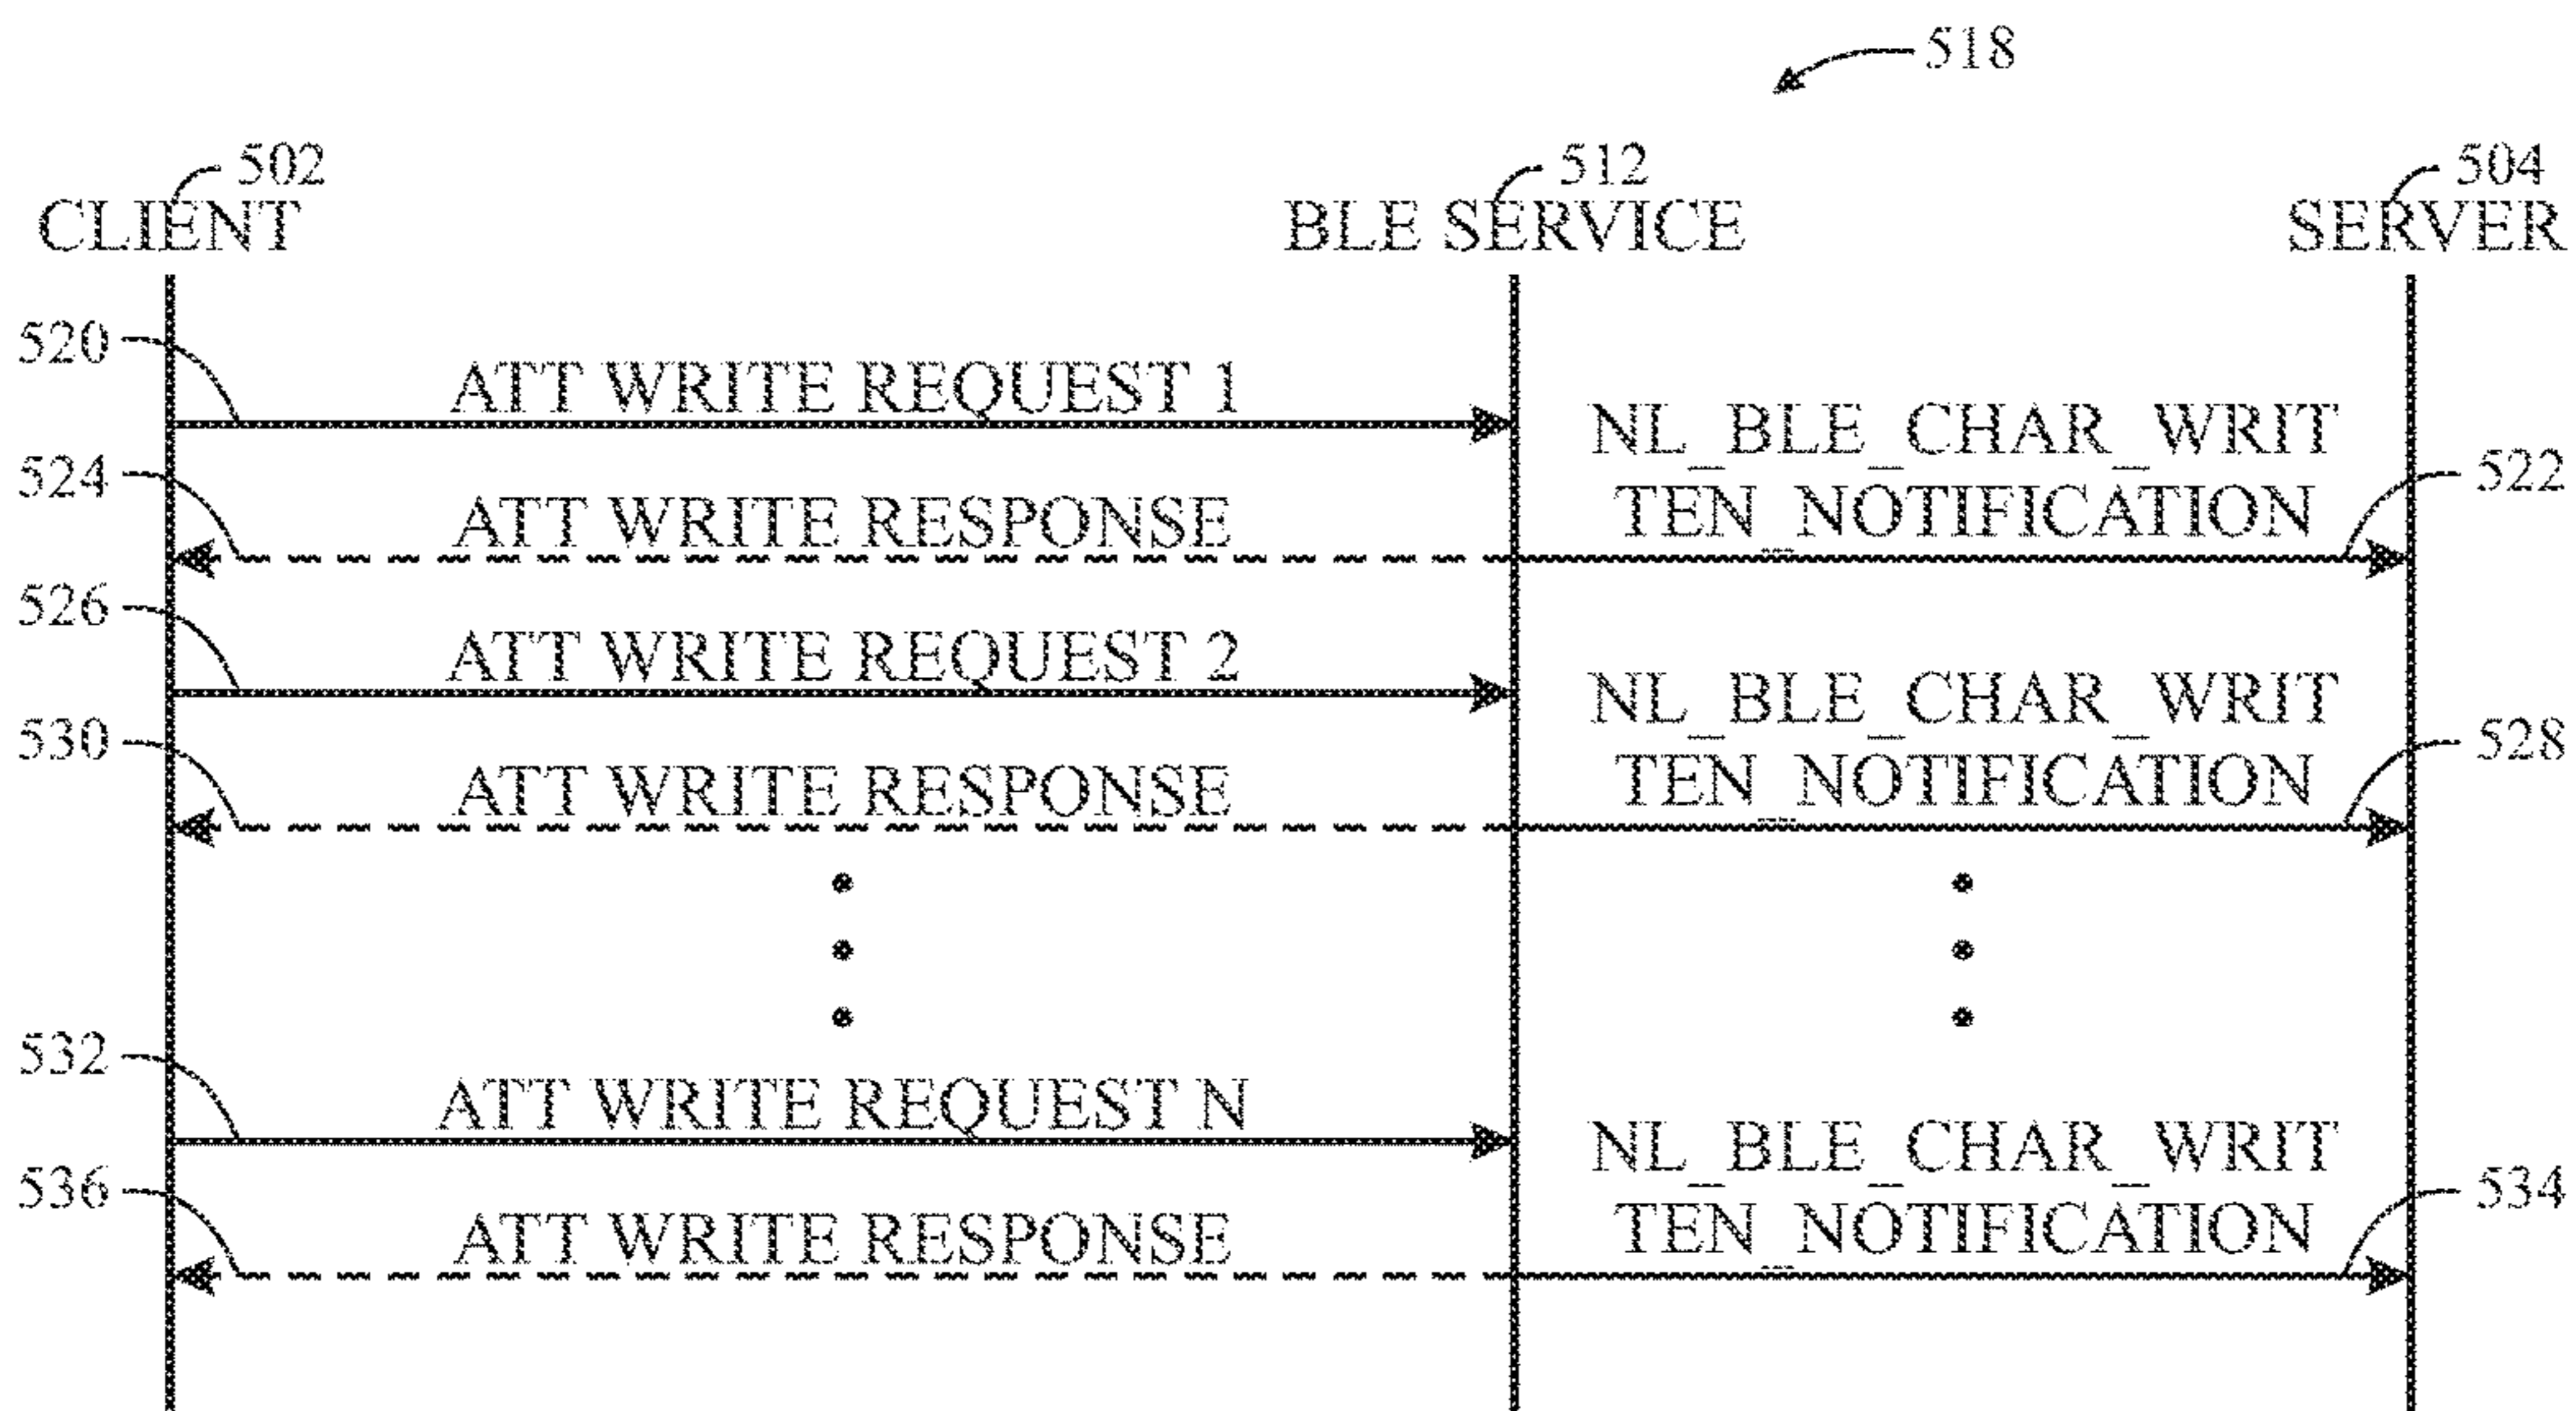 518
502
512
504
CLIENT
BLE SERVICE
SERVER
520
ATT WRITE REQUEST 1
NL_BLE_CHAR_WRIT
TEN_NOTIFICATION
524
522
ATT WRITE RESPONSE
526
ATT WRITE REQUEST 2
NL_BLE_CHAR_WRIT
TEN_NOTIFICATION
530
528
ATT WRITE RESPONSE
532
ATT WRITE REQUEST N
NL_BLE_CHAR_WRIT
TEN_NOTIFICATION
536
534
ATT WRITE RESPONSE